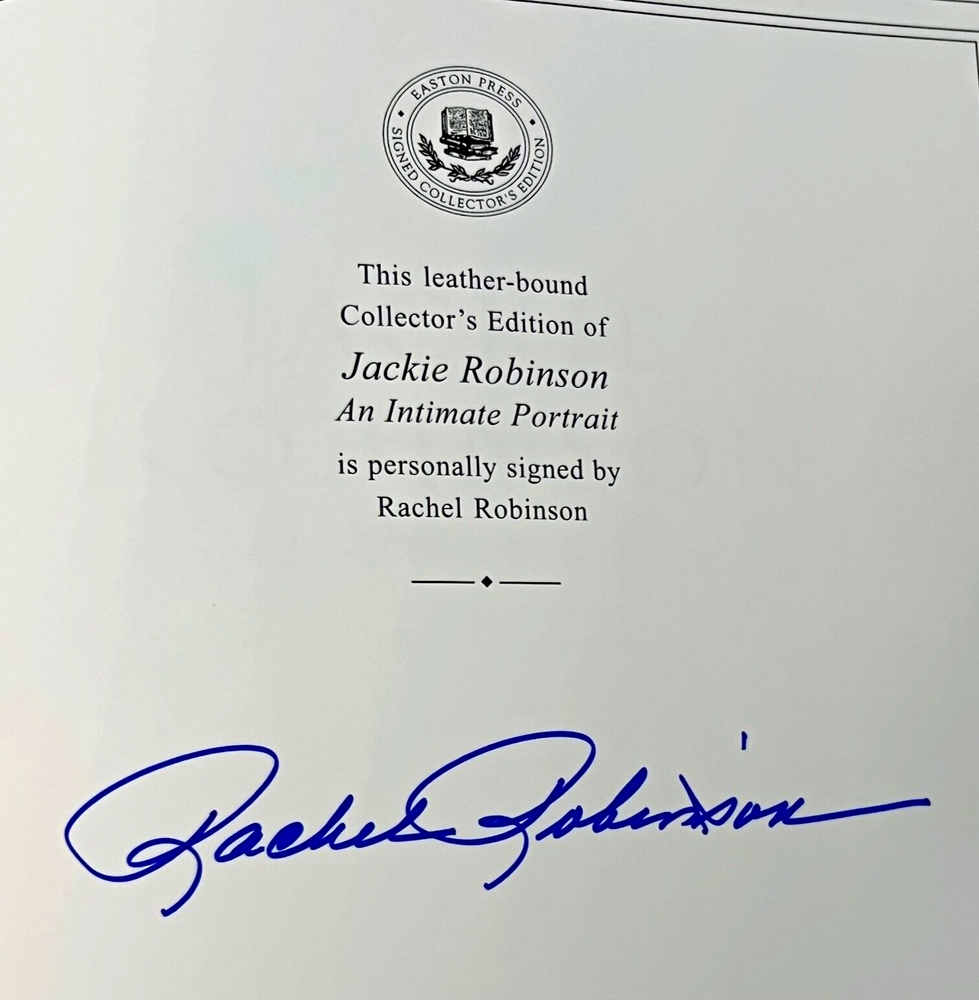 EASTON PRESS
SIGNED COLLECTOR'S EDITION
This leather-bound
Collector's Edition of
Jackie Robinson
An Intimate Portrait
is personally signed by
Rachel Robinson
Rachel Robinson